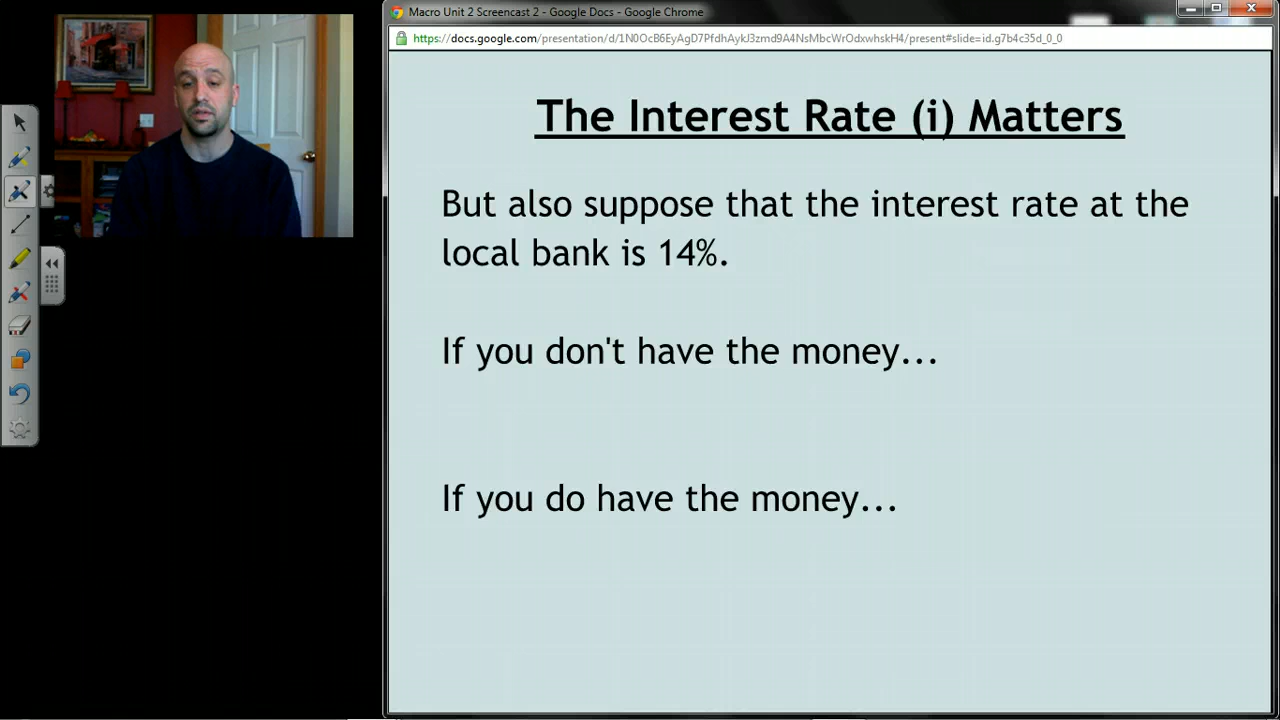 Macro Unit 2 Screencast 2 - Google Docs - Google Chrome
https://docs.google.com/presentation/d/1N0OcB6EyAgD7PfdhAykJ3zmd9A4NsMbcWrOdxwhskH4/present#slide=id.g7b4c35d_0_0
The Interest Rate (i) Matters
But also suppose that the interest rate at the
local bank is 14%.
If you don't have the money...
If you do have the money...